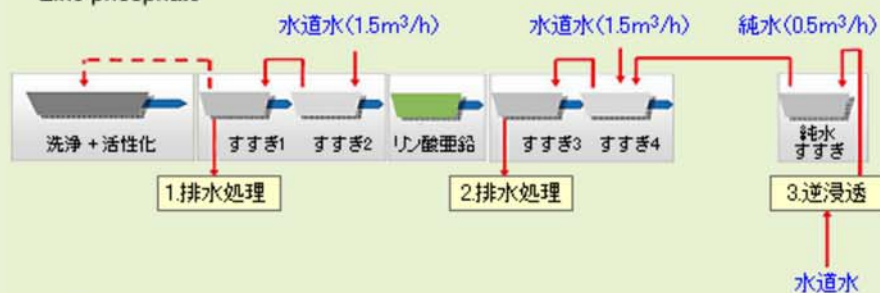 Zinc phosphate
水道水(1.5m³/h)
水道水(1.5m³/h)
純水(0.5m³/h)
洗浄 + 活性化
すすぎ1
すすぎ2
リン酸亜鉛
すすぎ3
すすぎ4
純水
すすぎ
1.排水処理
2.排水処理
3.逆浸透
水道水